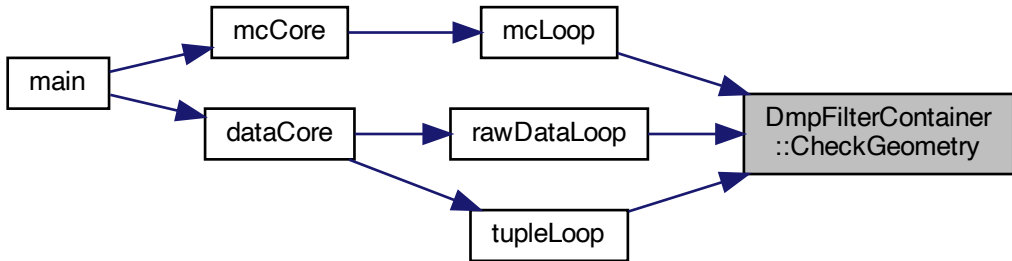 main
mcCore
dataCore
mcLoop
rawDataLoop
tupleLoop
DmpFilterContainer
::CheckGeometry